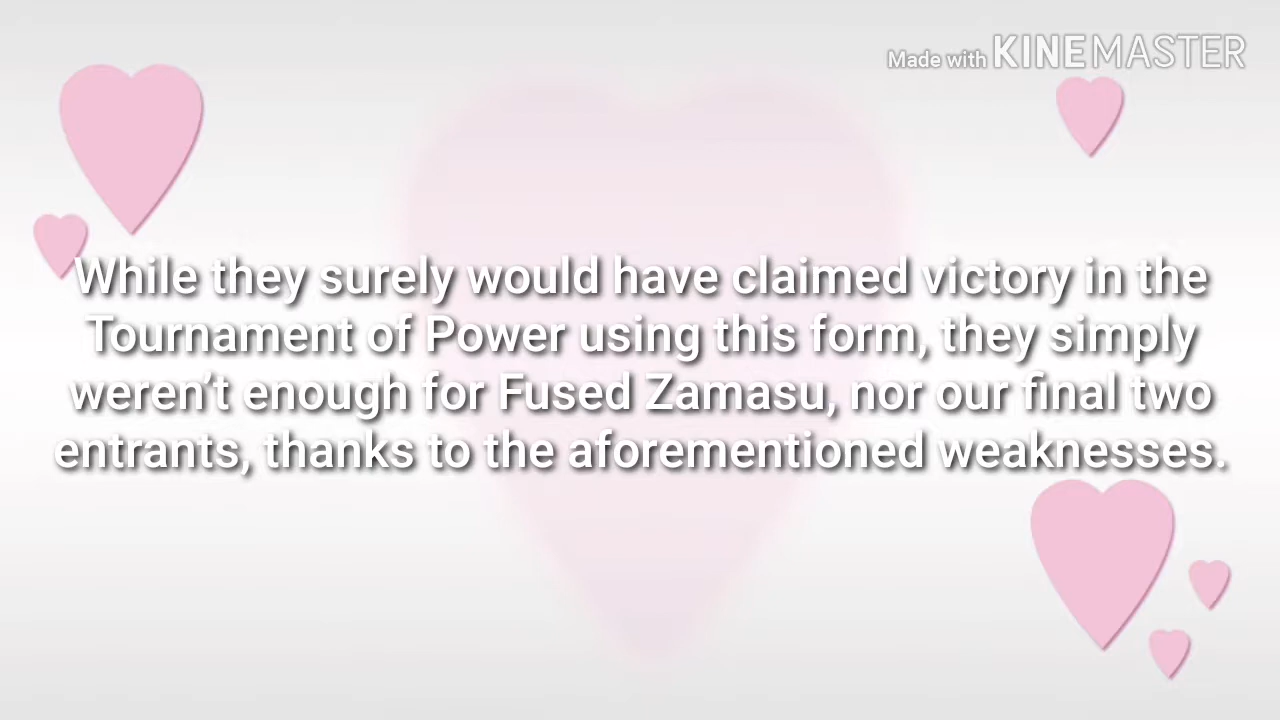 Made with KINEMASTER
While they surely would have claimed victory in the
Tournament of Power using this form, they simply
weren’t enough for Fused Zamasu, nor our final two
entrants, thanks to the aforementioned weaknesses.